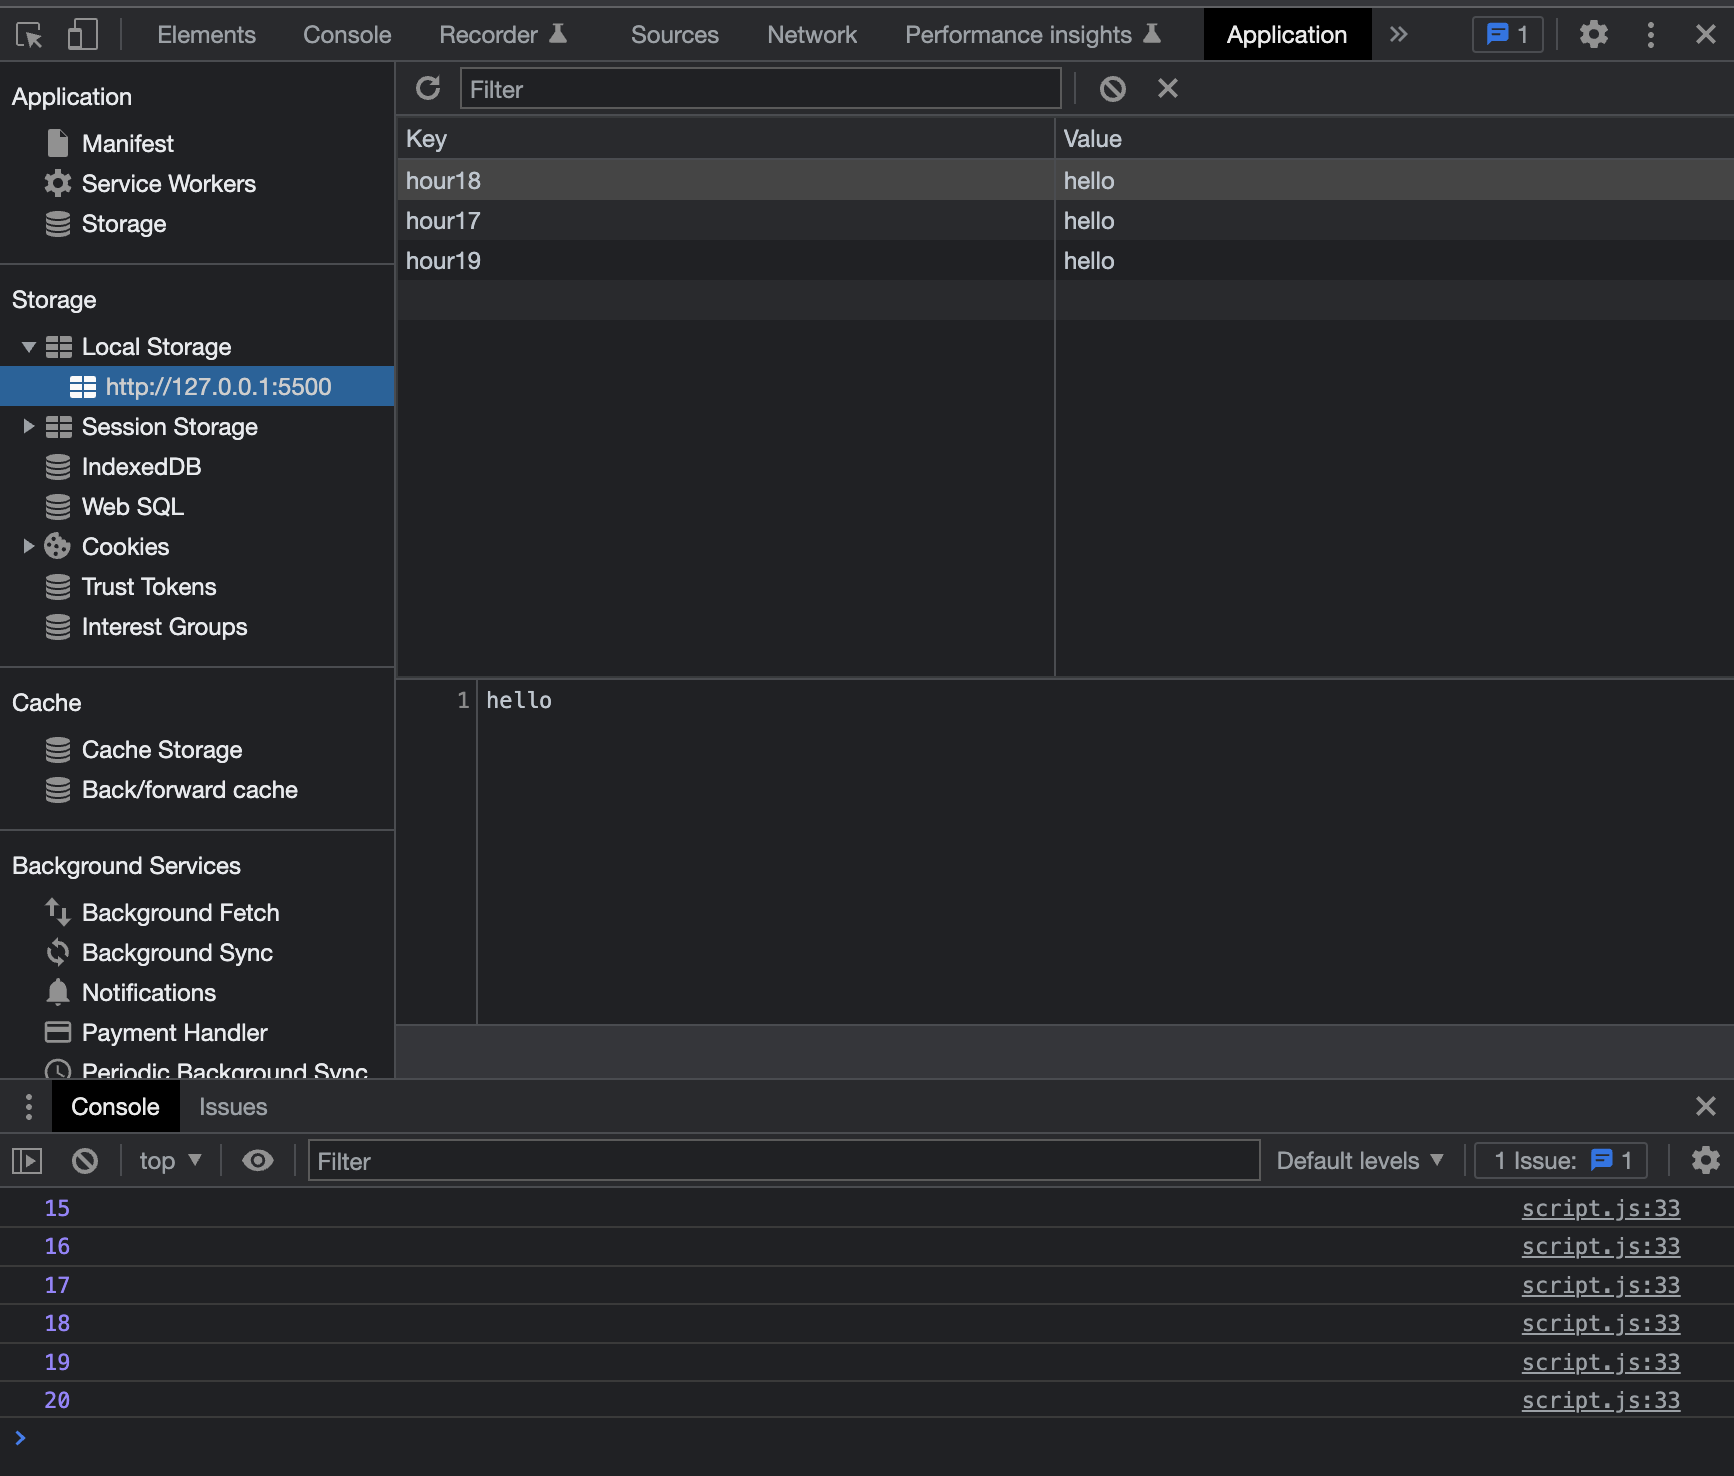 Elements Console Recorder Sources Network Performance insights Application » 1
Application
Manifest
Service Workers
Storage
Storage
Local Storage
http://127.0.0.1:5500
Session Storage
IndexedDB
Web SQL
Cookies
Trust Tokens
Interest Groups
Cache
Cache Storage
Back/forward cache
Background Services
Background Fetch
Background Sync
Notifications
Payment Handler
Periodic Background Sync
Filter
Key Value
hour18 hello
hour17 hello
hour19 hello
1 hello
Console Issues
top Filter Default levels 1 Issue: 1
15 script.js:33
16 script.js:33
17 script.js:33
18 script.js:33
19 script.js:33
20 script.js:33